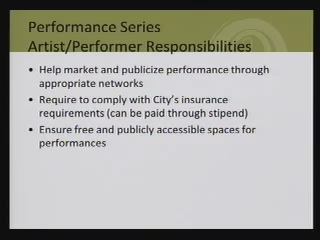 Performance Series
Artist/Performer Responsibilities
• Help market and publicize performance through
appropriate networks
• Require to comply with City's insurance
requirements (can be paid through stipend)
• Ensure free and publicly accessible spaces for
performances